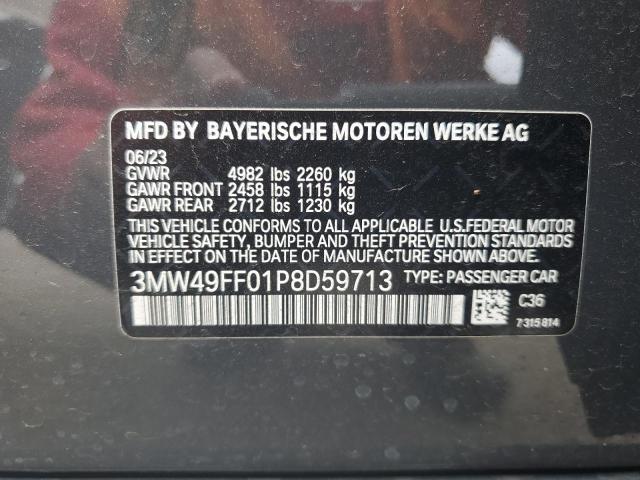 MFD BY BAYERISCHE MOTOREN WERKE AG
06/23
GVWR 4982 lbs 2260 kg
GAWR FRONT 2458 lbs 1115 kg
GAWR REAR 2712 lbs 1230 kg
THIS VEHICLE CONFORMS TO ALL APPLICABLE U.S.FEDERAL MOTOR
VEHICLE SAFETY, BUMPER AND THEFT PREVENTION STANDARDS
IN EFFECT ON THE DATE OF MANUFACTURE SHOWN ABOVE.
3MW49FF01P8D59713 TYPE: PASSENGER CAR
C36
7315814